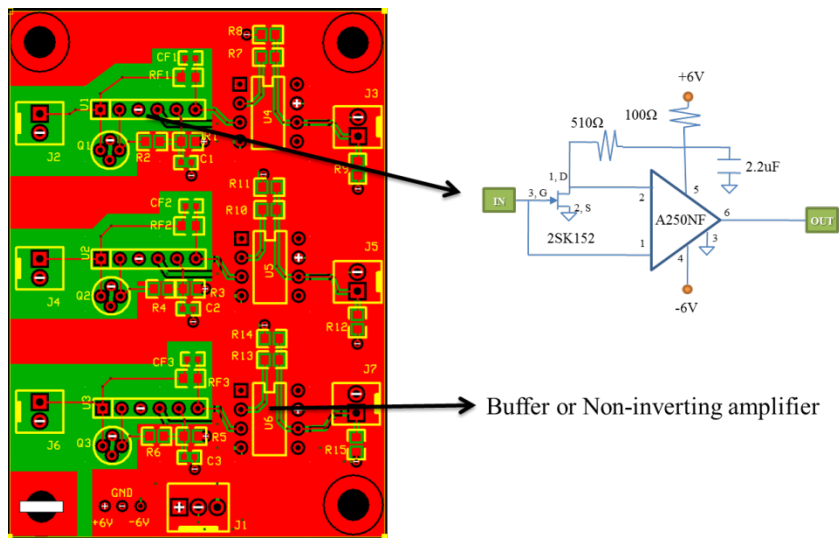 R8
CF1
R7
RF1
J3
U1
U4
Q1
R1
J2
R2
C1
R9
R11
CF2
R10
RF2
J5
U2
U5
Q2
R3
J4
R4
C2
R12
R14
CF3
R13
RF3
J7
U3
U6
Q3
R5
J6
R6
C3
R15
GND
+6V
-6V
J1
+6V
100Ω
510Ω
2.2uF
1, D
5
IN
3, G
2
A250NF
6
OUT
2, S
3
2SK152
1
4
-6V
Buffer or Non-inverting amplifier